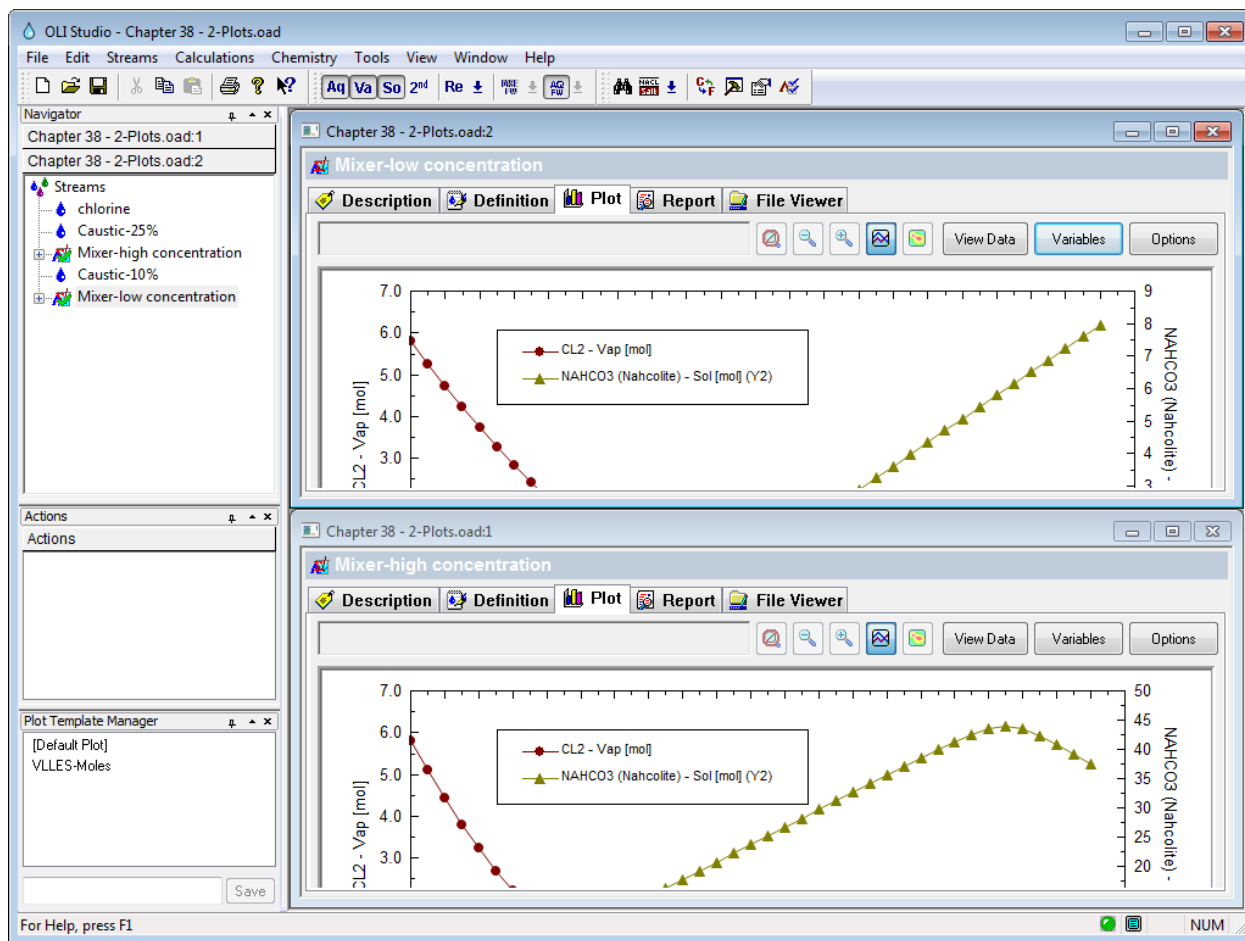 OLI Studio - Chapter 38 - 2-Plots.oad
File Edit Streams Calculations Chemistry Tools View Window Help
Aq Va So 2nd Re
Navigator
Chapter 38 - 2-Plots.oad:1
Chapter 38 - 2-Plots.oad:2
Streams
chlorine
Caustic-25%
Mixer-high concentration
Caustic-10%
Mixer-low concentration
Actions
Actions
Plot Template Manager
[Default Plot]
VLLES-Moles
Save
Chapter 38 - 2-Plots.oad:2
Mixer-low concentration
Description Definition Plot Report File Viewer
View Data Variables Options
7.0
6.0
5.0
4.0
3.0
CL2 - Vap [mol]
CL2 - Vap [mol]
NAHCO3 (Nahcolite) - Sol [mol] (Y2)
9
8
7
6
5
4
3
NAHCO3 (Nahcolite) -
Chapter 38 - 2-Plots.oad:1
Mixer-high concentration
Description Definition Plot Report File Viewer
View Data Variables Options
7.0
6.0
5.0
4.0
3.0
CL2 - Vap [mol]
CL2 - Vap [mol]
NAHCO3 (Nahcolite) - Sol [mol] (Y2)
50
45
40
35
30
25
20
NAHCO3 (Nahcolite) -
For Help, press F1
NUM